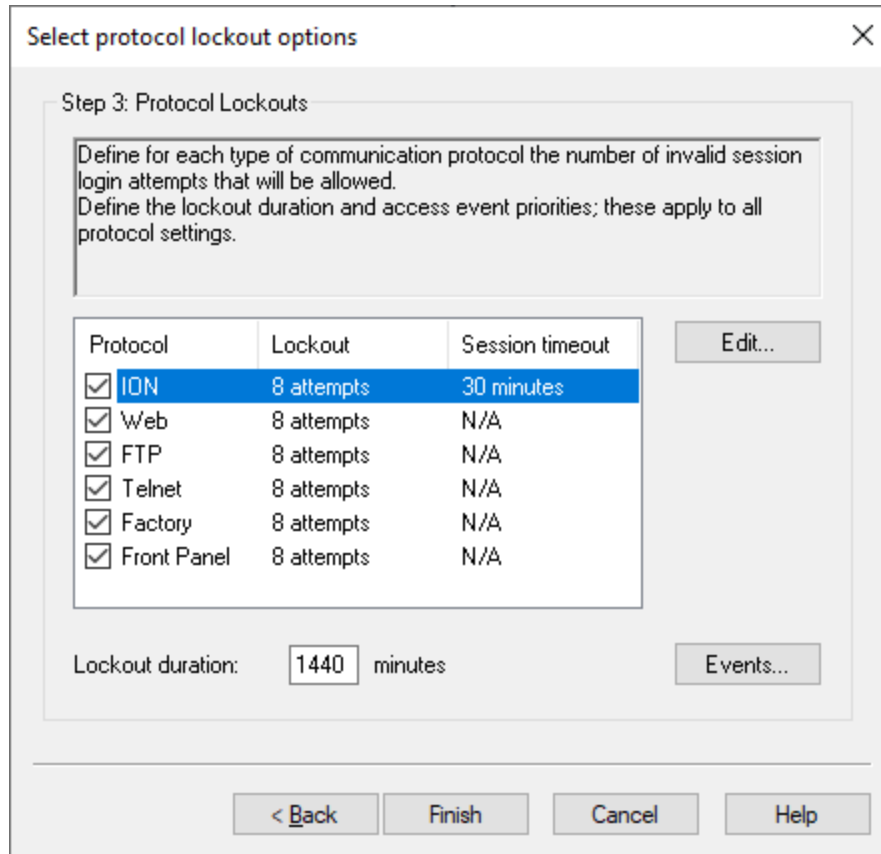 Select protocol lockout options
Step 3: Protocol Lockouts
Define for each type of communication protocol the number of invalid session
login attempts that will be allowed.
Define the lockout duration and access event priorities; these apply to all
protocol settings.
Protocol Lockout Session timeout
Edit...
ION 8 attempts 30 minutes
Web 8 attempts N/A
FTP 8 attempts N/A
Telnet 8 attempts N/A
Factory 8 attempts N/A
Front Panel 8 attempts N/A
Lockout duration: 1440 minutes
Events...
< Back Finish Cancel Help